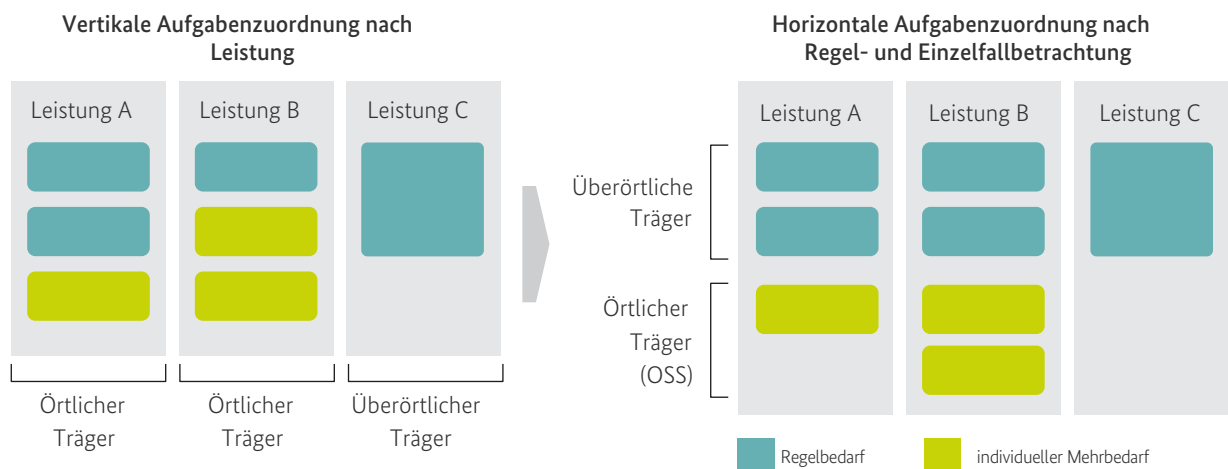 Vertikale Aufgabenzuordnung nach
Leistung
Leistung A
Leistung B
Leistung C
Örtlicher
Träger
Örtlicher
Träger
Überörtlicher
Träger
Horizontale Aufgabenzuordnung nach
Regel- und Einzelfallbetrachtung
Leistung A
Leistung B
Leistung C
Überörtliche
Träger
Örtlicher
Träger
(OSS)
Regelbedarf
individueller Mehrbedarf